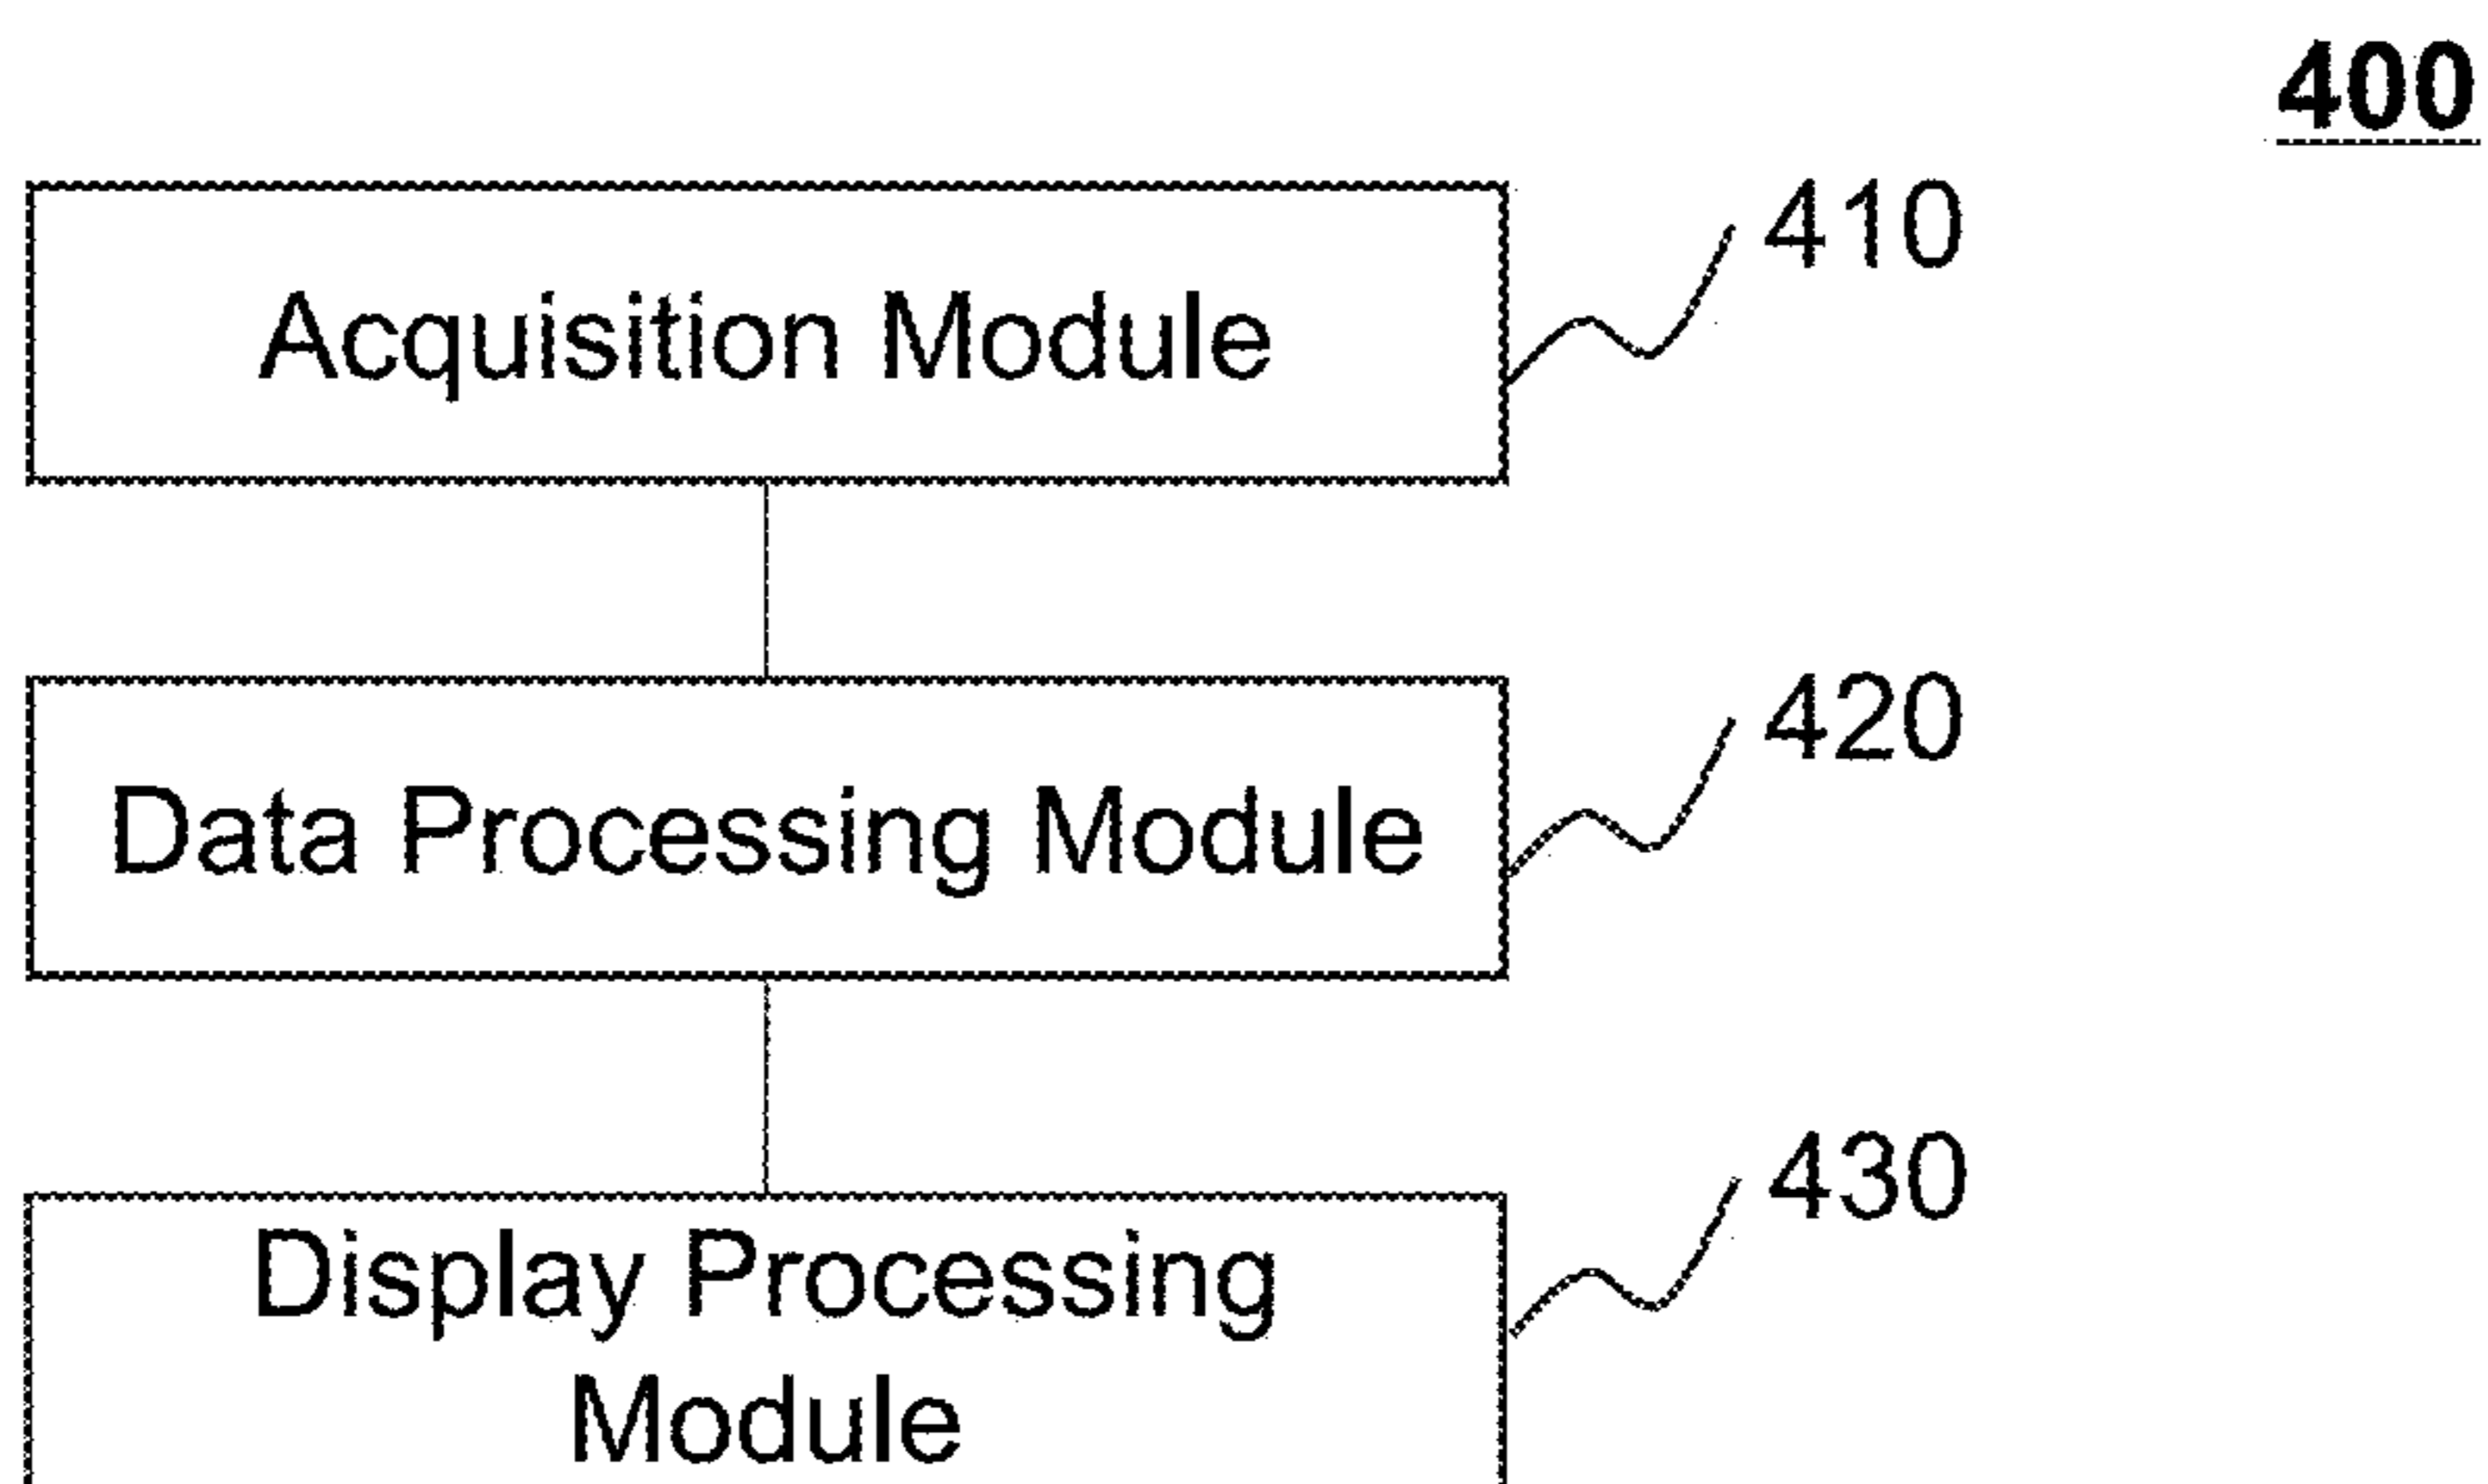 400
Acquisition Module
410
Data Processing Module
420
Display Processing
Module
430